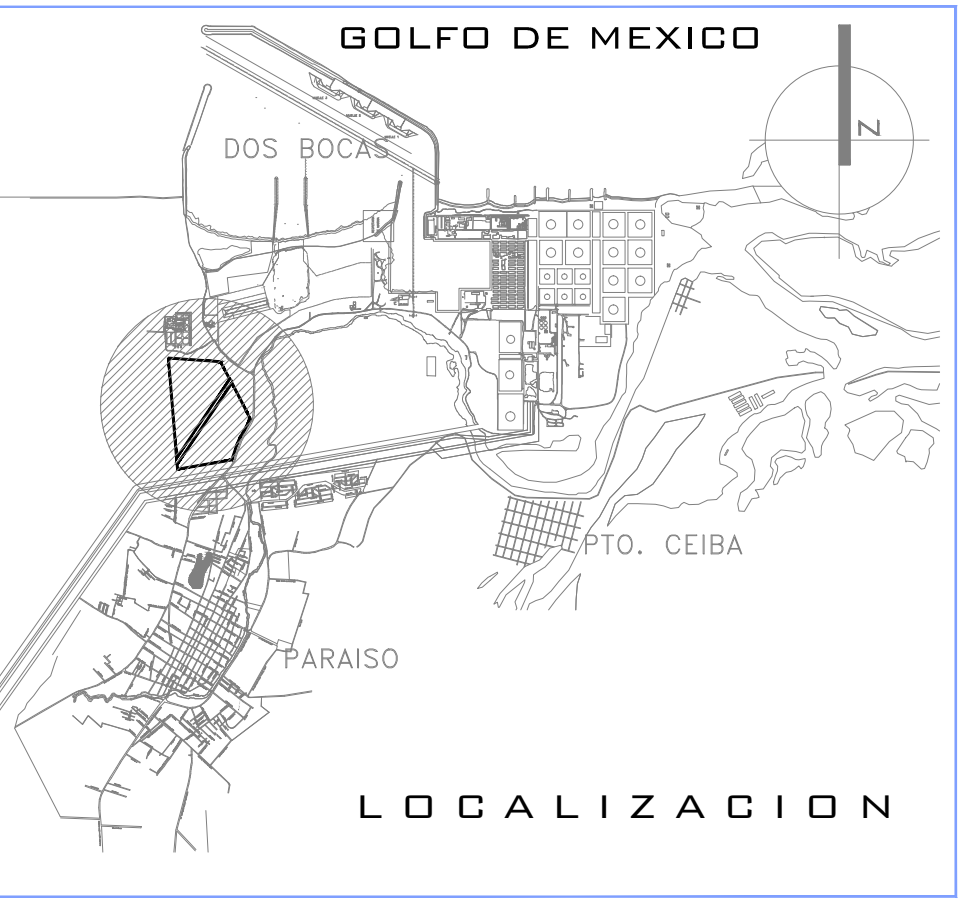 GOLFO DE MEXICO
DOS BOCAS
N
PTO. CEIBA
PARAISO
LOCALIZACION